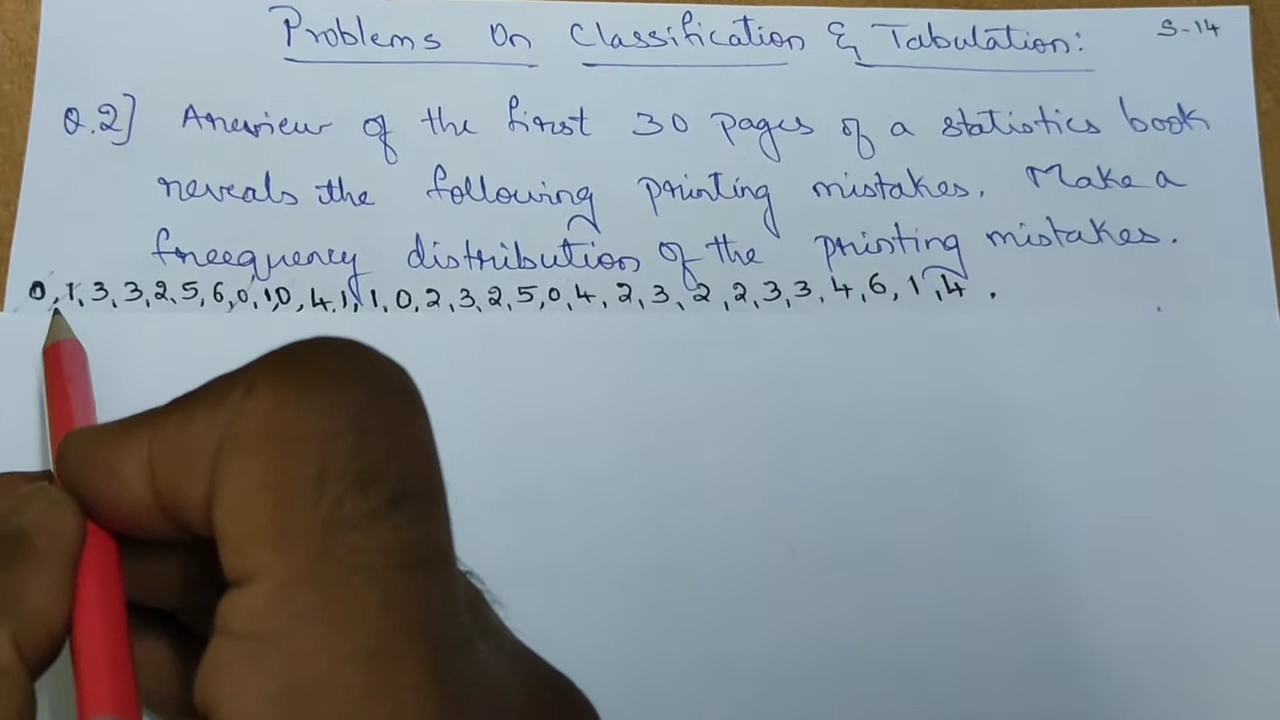 Problems On Classification & Tabulation:
S-14
Q.2] A review of the first 30 pages of a statistics book
reveals the following printing mistakes. Make a
freequency distribution of the printing mistakes.
0,1,3,3,2,5,6,0,1,0,4,1,1,0,2,3,2,5,0,4,2,3,2,2,3,3,4,6,1,4.